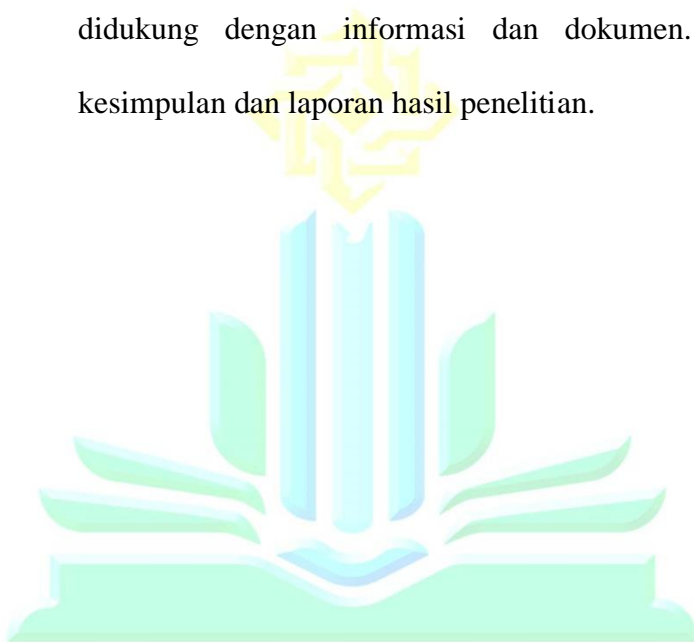 didukung dengan informasi dan dokumen.
kesimpulan dan laporan hasil penelitian.